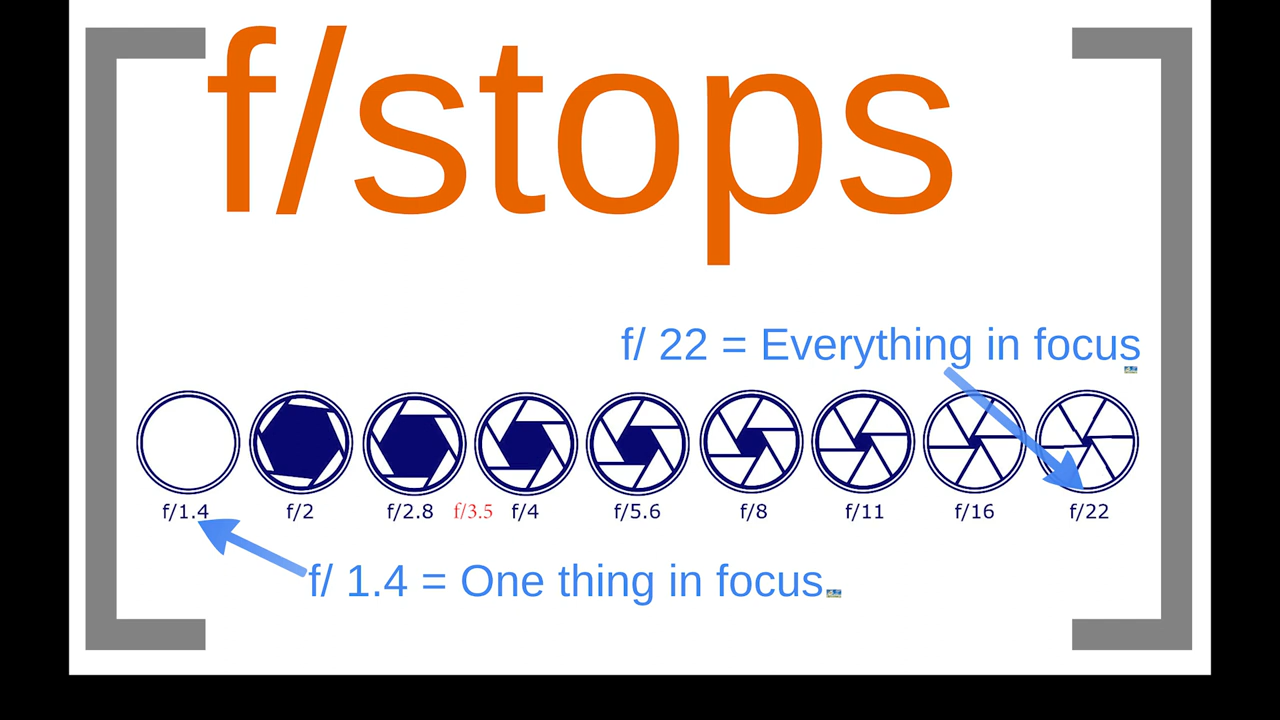 f/stops
f/ 22 = Everything in focus
f/1.4 f/2 f/2.8 f/3.5 f/4 f/5.6 f/8 f/11 f/16 f/22
f/ 1.4 = One thing in focus